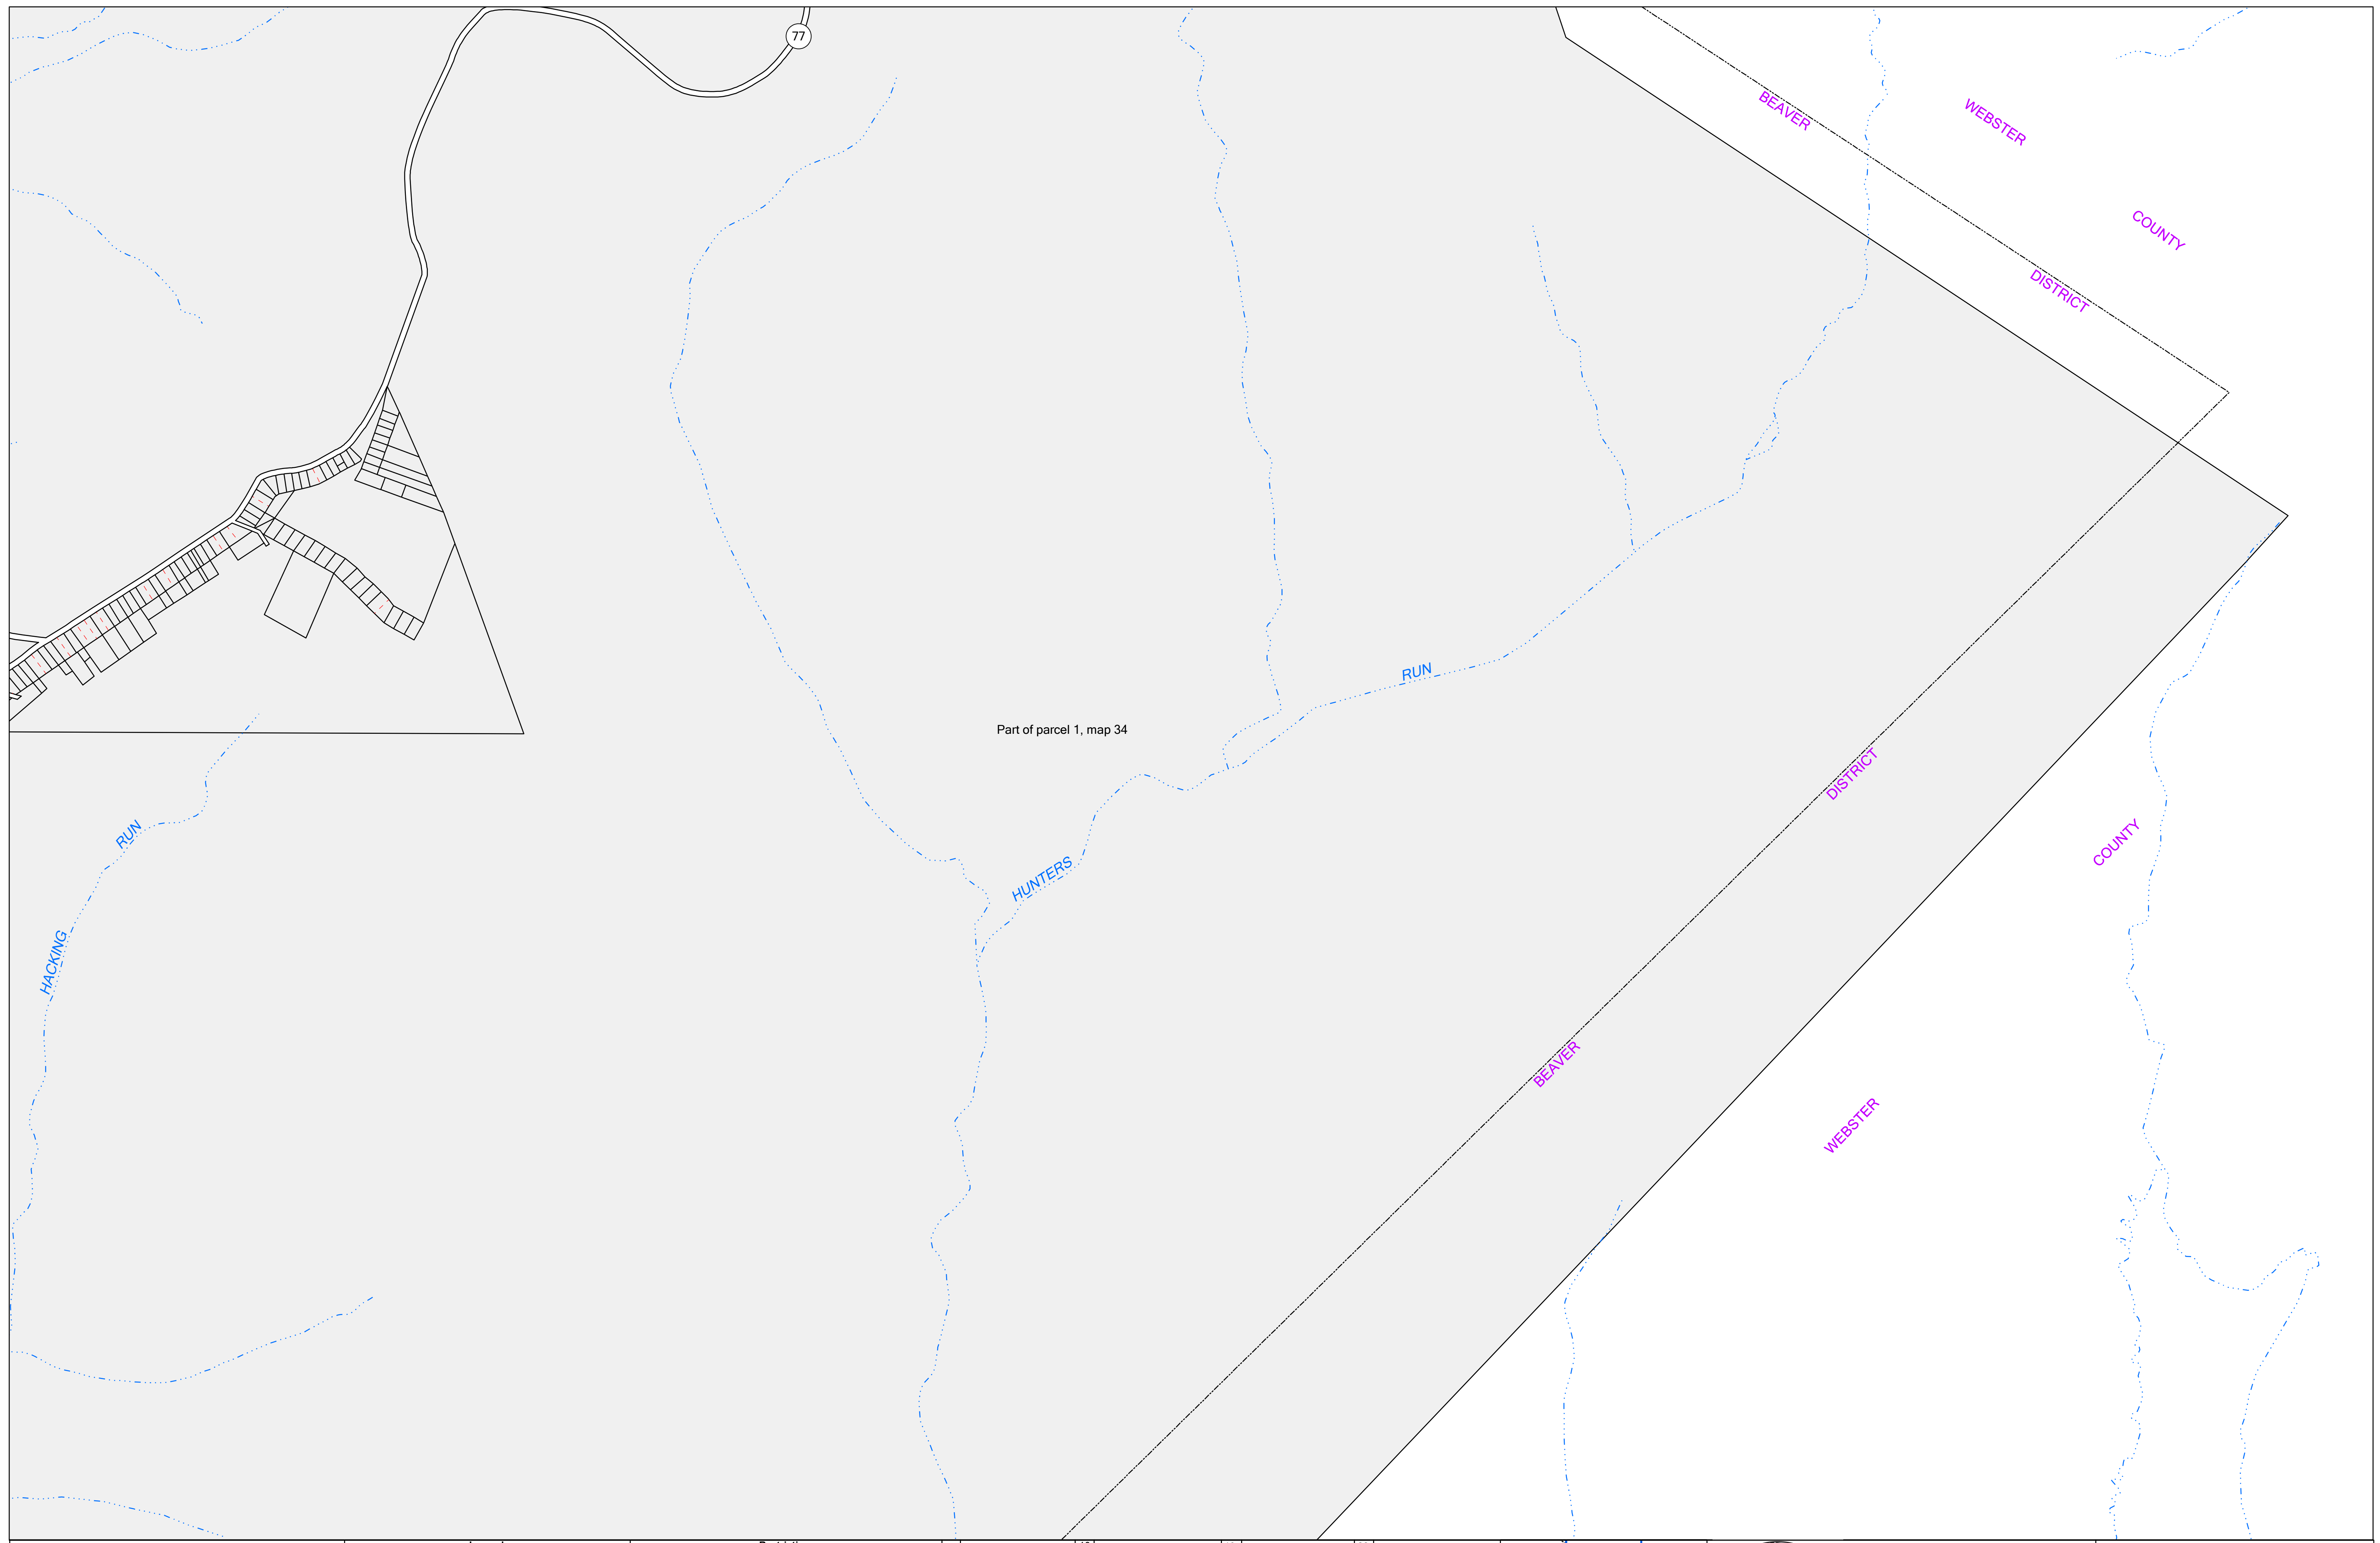 77
BEAVER
WEBSTER
COUNTY
DISTRICT
RUN
Part of parcel 1, map 34
DISTRICT
RUN
COUNTY
HUNTERS
HACKING
BEAVER
WEBSTER